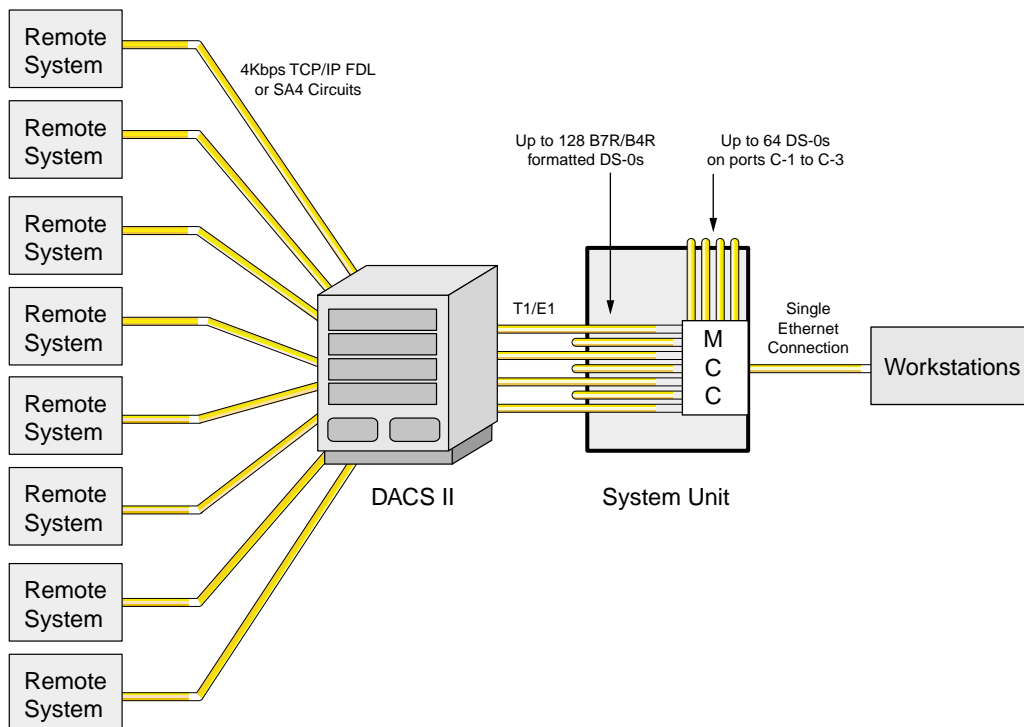 Remote
System
4Kbps TCP/IP FDL
or SA4 Circuits
Remote
System
Up to 128 B7R/B4R
formatted DS-0s
Up to 64 DS-0s
on ports C-1 to C-3
Remote
System
Remote
System
T1/E1
Single
Ethernet
Connection
M
C
C
Workstations
Remote
System
Remote
System
DACS II
System Unit
Remote
System
Remote
System